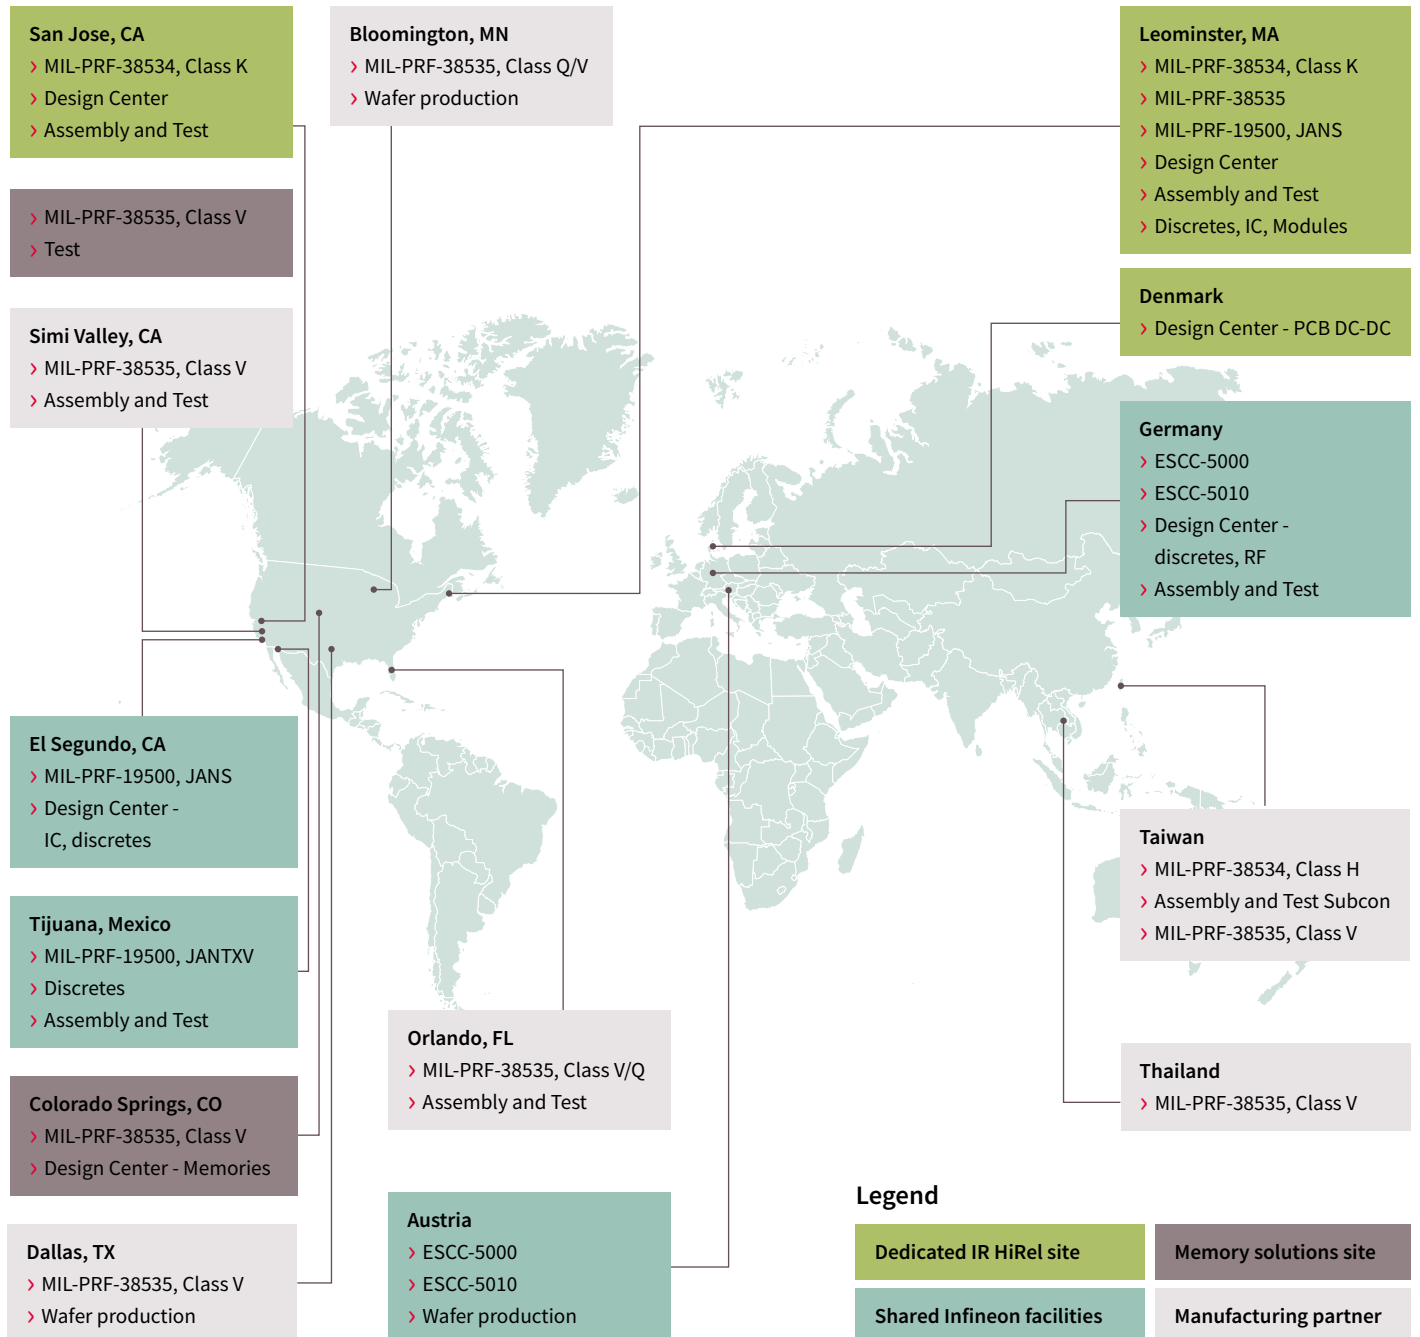 San Jose, CA
› MIL-PRF-38534, Class K
› Design Center
› Assembly and Test
› MIL-PRF-38535, Class V
› Test
Simi Valley, CA
› MIL-PRF-38535, Class V
› Assembly and Test
El Segundo, CA
› MIL-PRF-19500, JANS
› Design Center -
IC, discretes
Tijuana, Mexico
› MIL-PRF-19500, JANTXV
› Discretes
› Assembly and Test
Colorado Springs, CO
› MIL-PRF-38535, Class V
› Design Center - Memories
Dallas, TX
› MIL-PRF-38535, Class V
› Wafer production
Bloomington, MN
› MIL-PRF-38535, Class Q/V
› Wafer production
Orlando, FL
› MIL-PRF-38535, Class V/Q
› Assembly and Test
Austria
› ESCC-5000
› ESCC-5010
› Wafer production
Leominster, MA
› MIL-PRF-38534, Class K
› MIL-PRF-38535
› MIL-PRF-19500, JANS
› Design Center
› Assembly and Test
› Discretes, IC, Modules
Denmark
› Design Center - PCB DC-DC
Germany
› ESCC-5000
› ESCC-5010
› Design Center -
discretes, RF
› Assembly and Test
Taiwan
› MIL-PRF-38534, Class H
› Assembly and Test Subcon
› MIL-PRF-38535, Class V
Thailand
› MIL-PRF-38535, Class V
Legend
Dedicated IR HiRel site
Memory solutions site
Shared Infineon facilities
Manufacturing partner